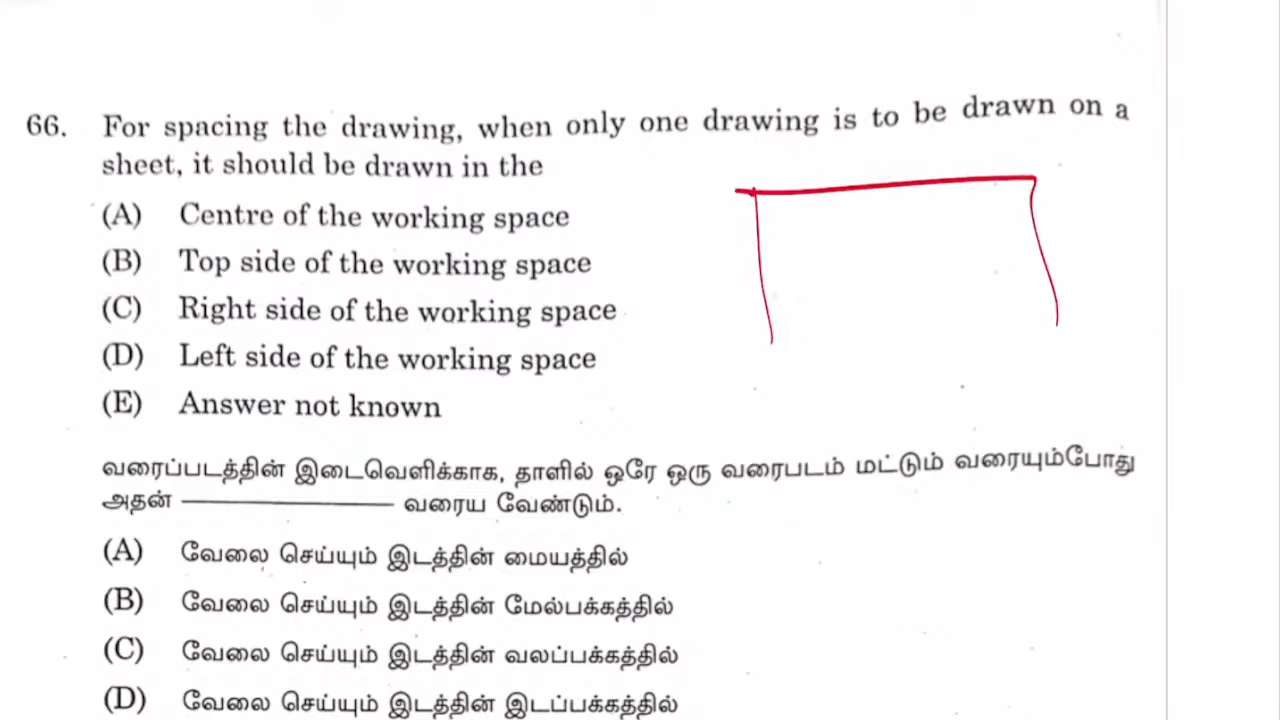 66. For spacing the drawing, when only one drawing is to be drawn on a
sheet, it should be drawn in the
(A) Centre of the working space
(B) Top side of the working space
(C) Right side of the working space
(D) Left side of the working space
(E) Answer not known
வரைப்படத்தின் இடைவெளிக்காக, தாளில் ஒரே ஒரு வரைபடம் மட்டும் வரையும்போது
அதன் ____________ வரைய வேண்டும்.
(A) வேலை செய்யும் இடத்தின் மையத்தில்
(B) வேலை செய்யும் இடத்தின் மேல்பக்கத்தில்
(C) வேலை செய்யும் இடத்தின் வலப்பக்கத்தில்
(D) வேலை செய்யும் இடத்தின் இடப்பக்கத்தில்